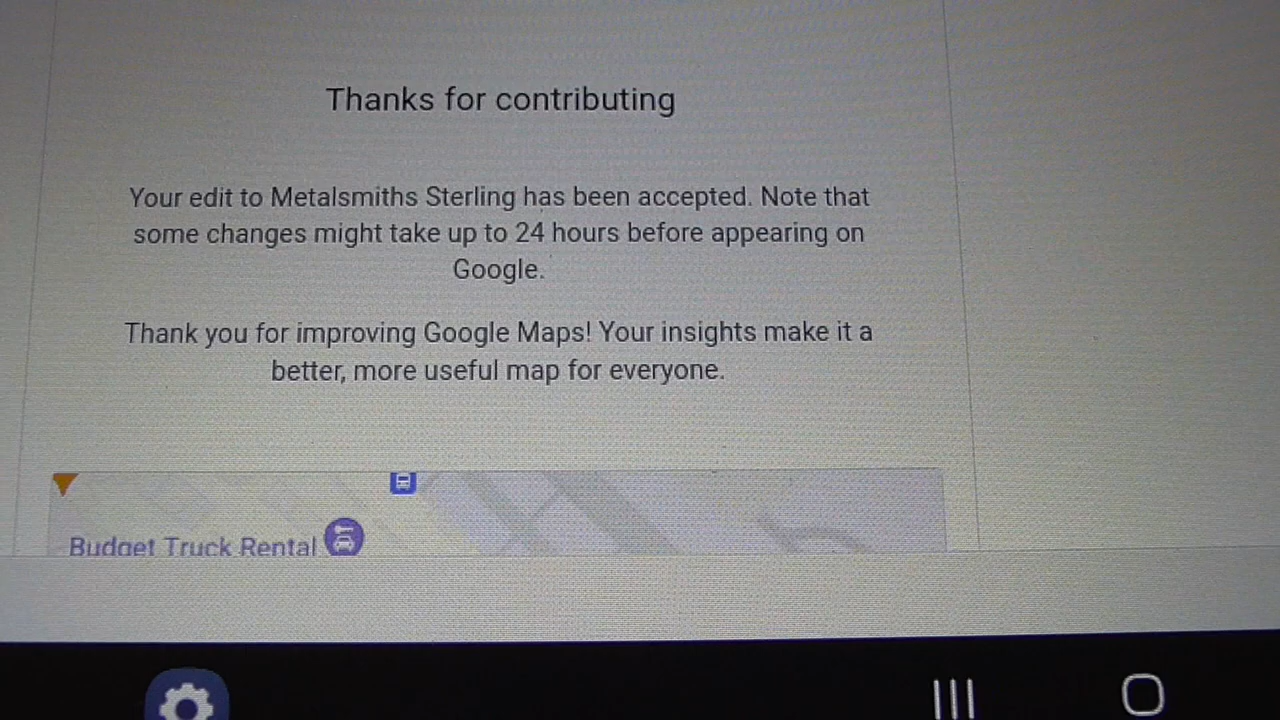 Thanks for contributing
Your edit to Metalsmiths Sterling has been accepted. Note that
some changes might take up to 24 hours before appearing on
Google.
Thank you for improving Google Maps! Your insights make it a
better, more useful map for everyone.
Budget Truck Rental